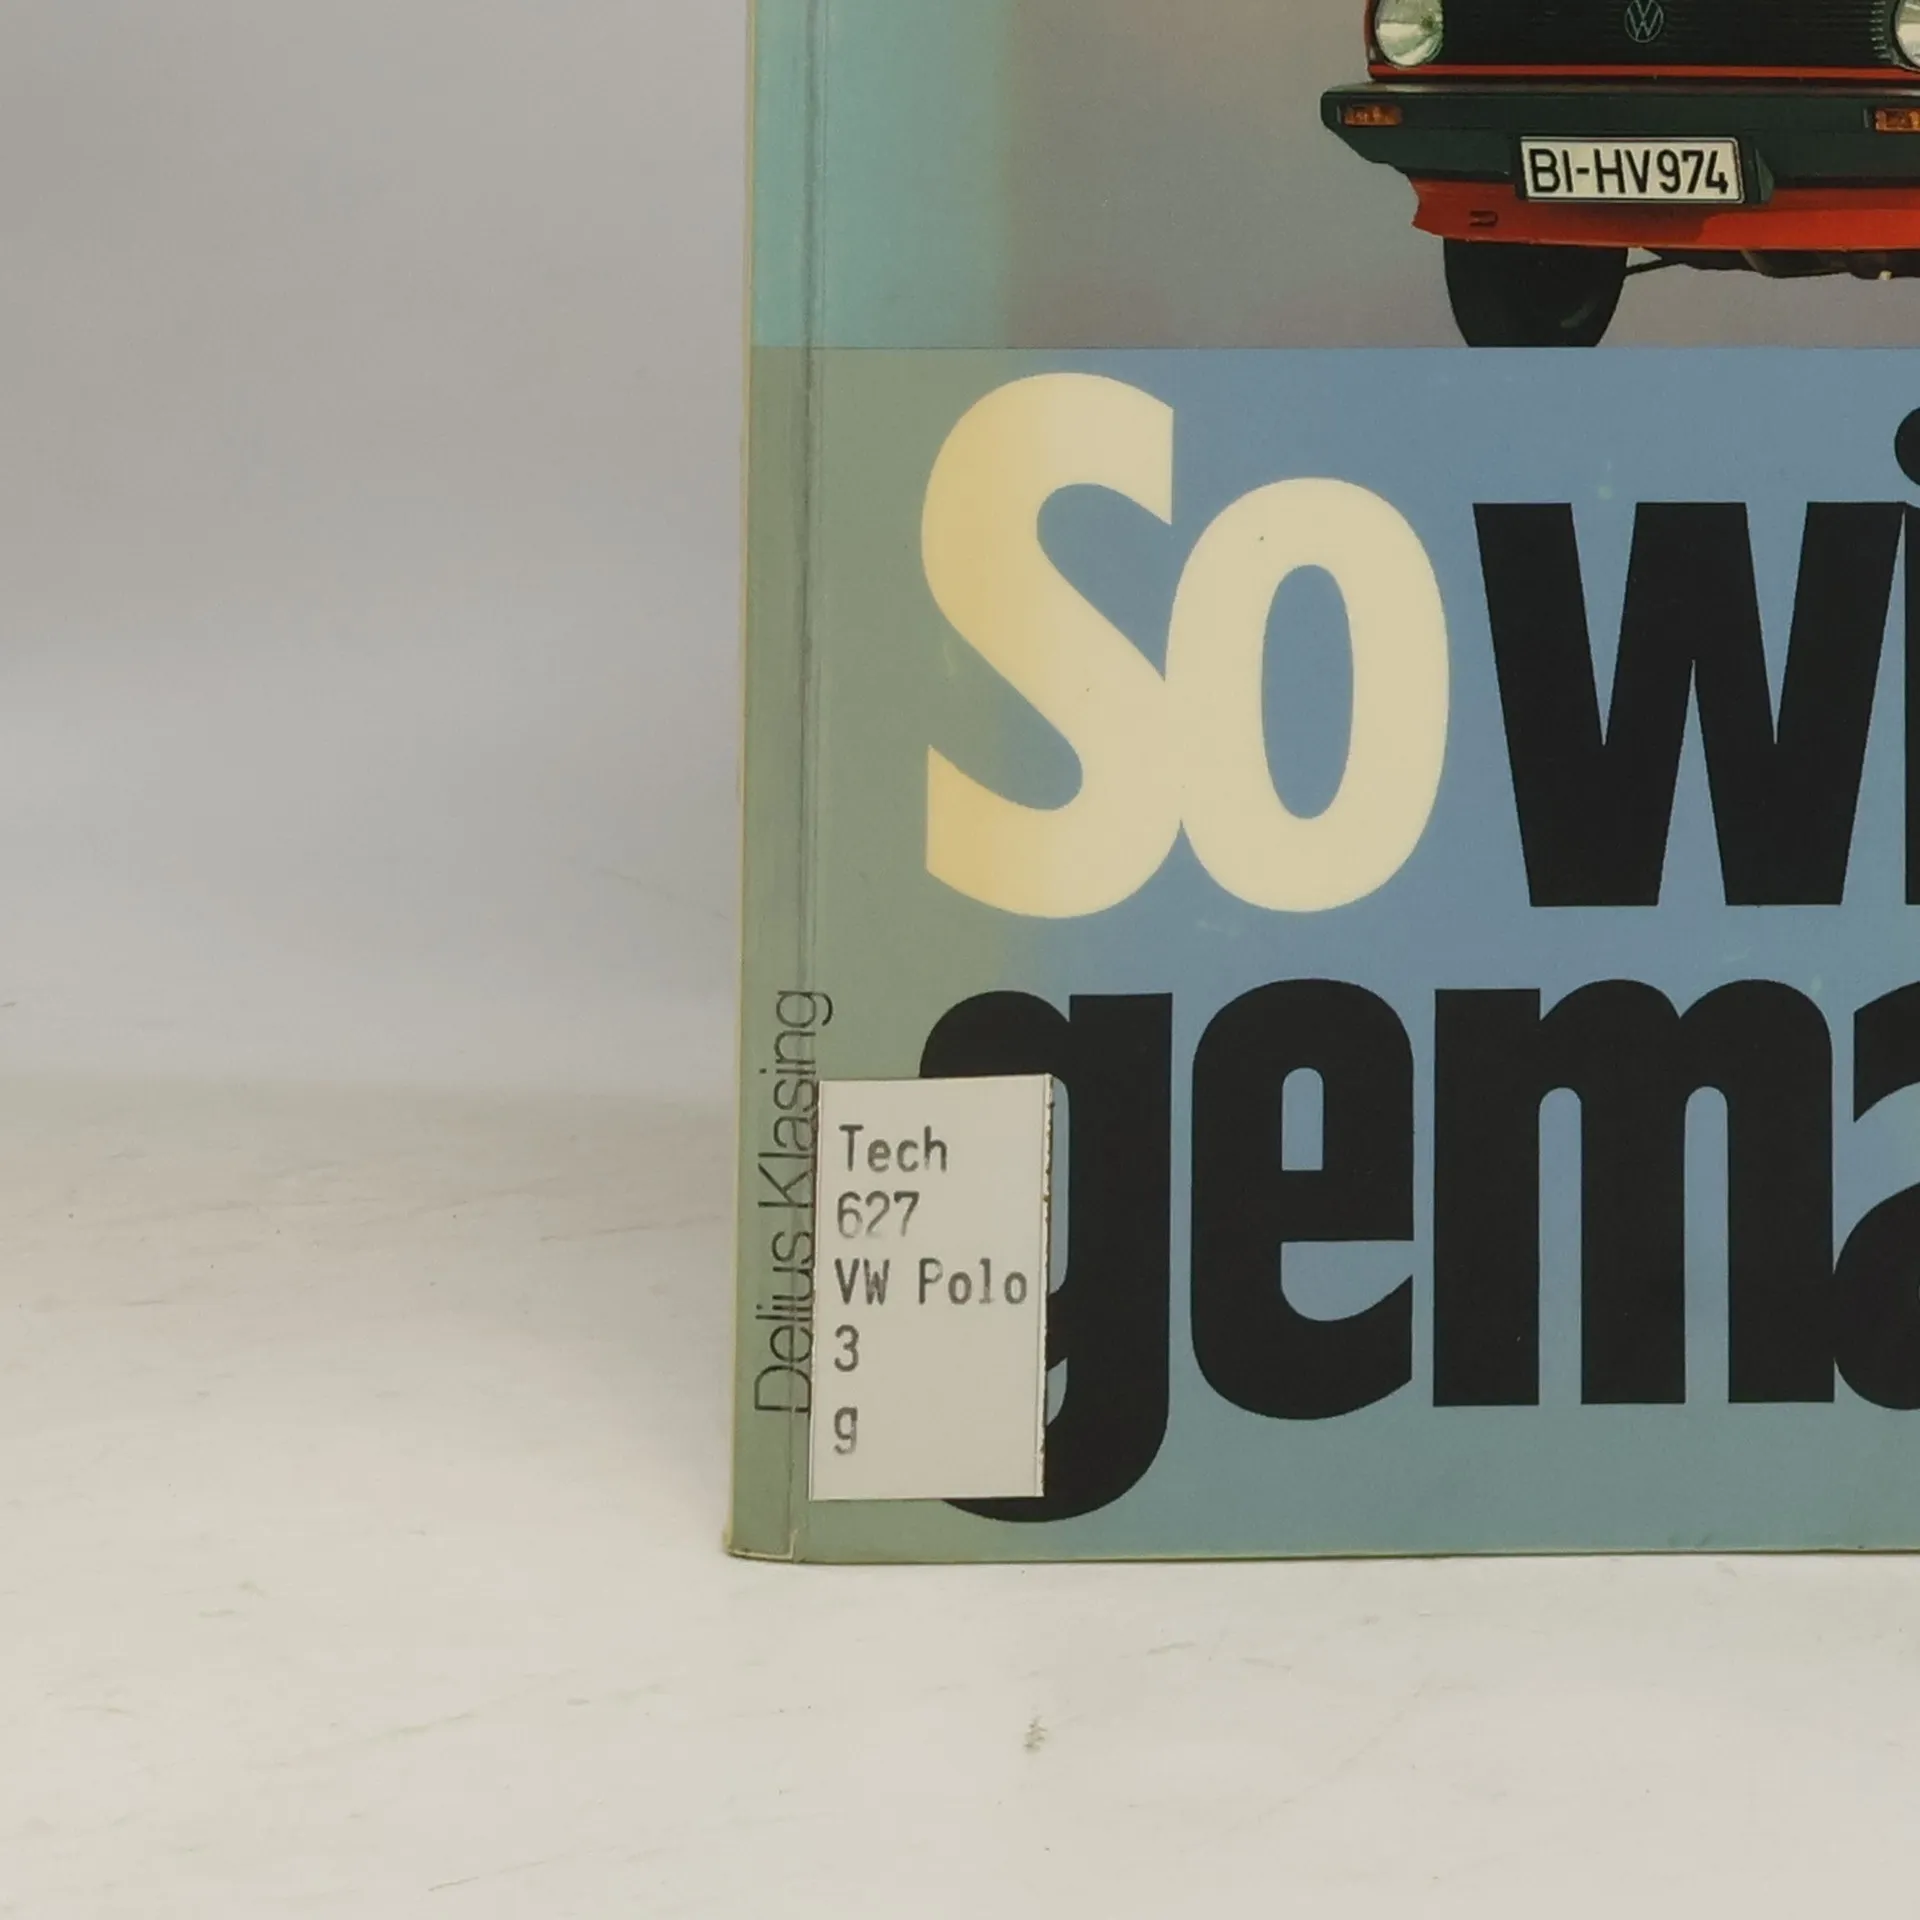 BI-HV974
So wi
gema
Delius Klasing
Tech
627
VW Polo
3
g